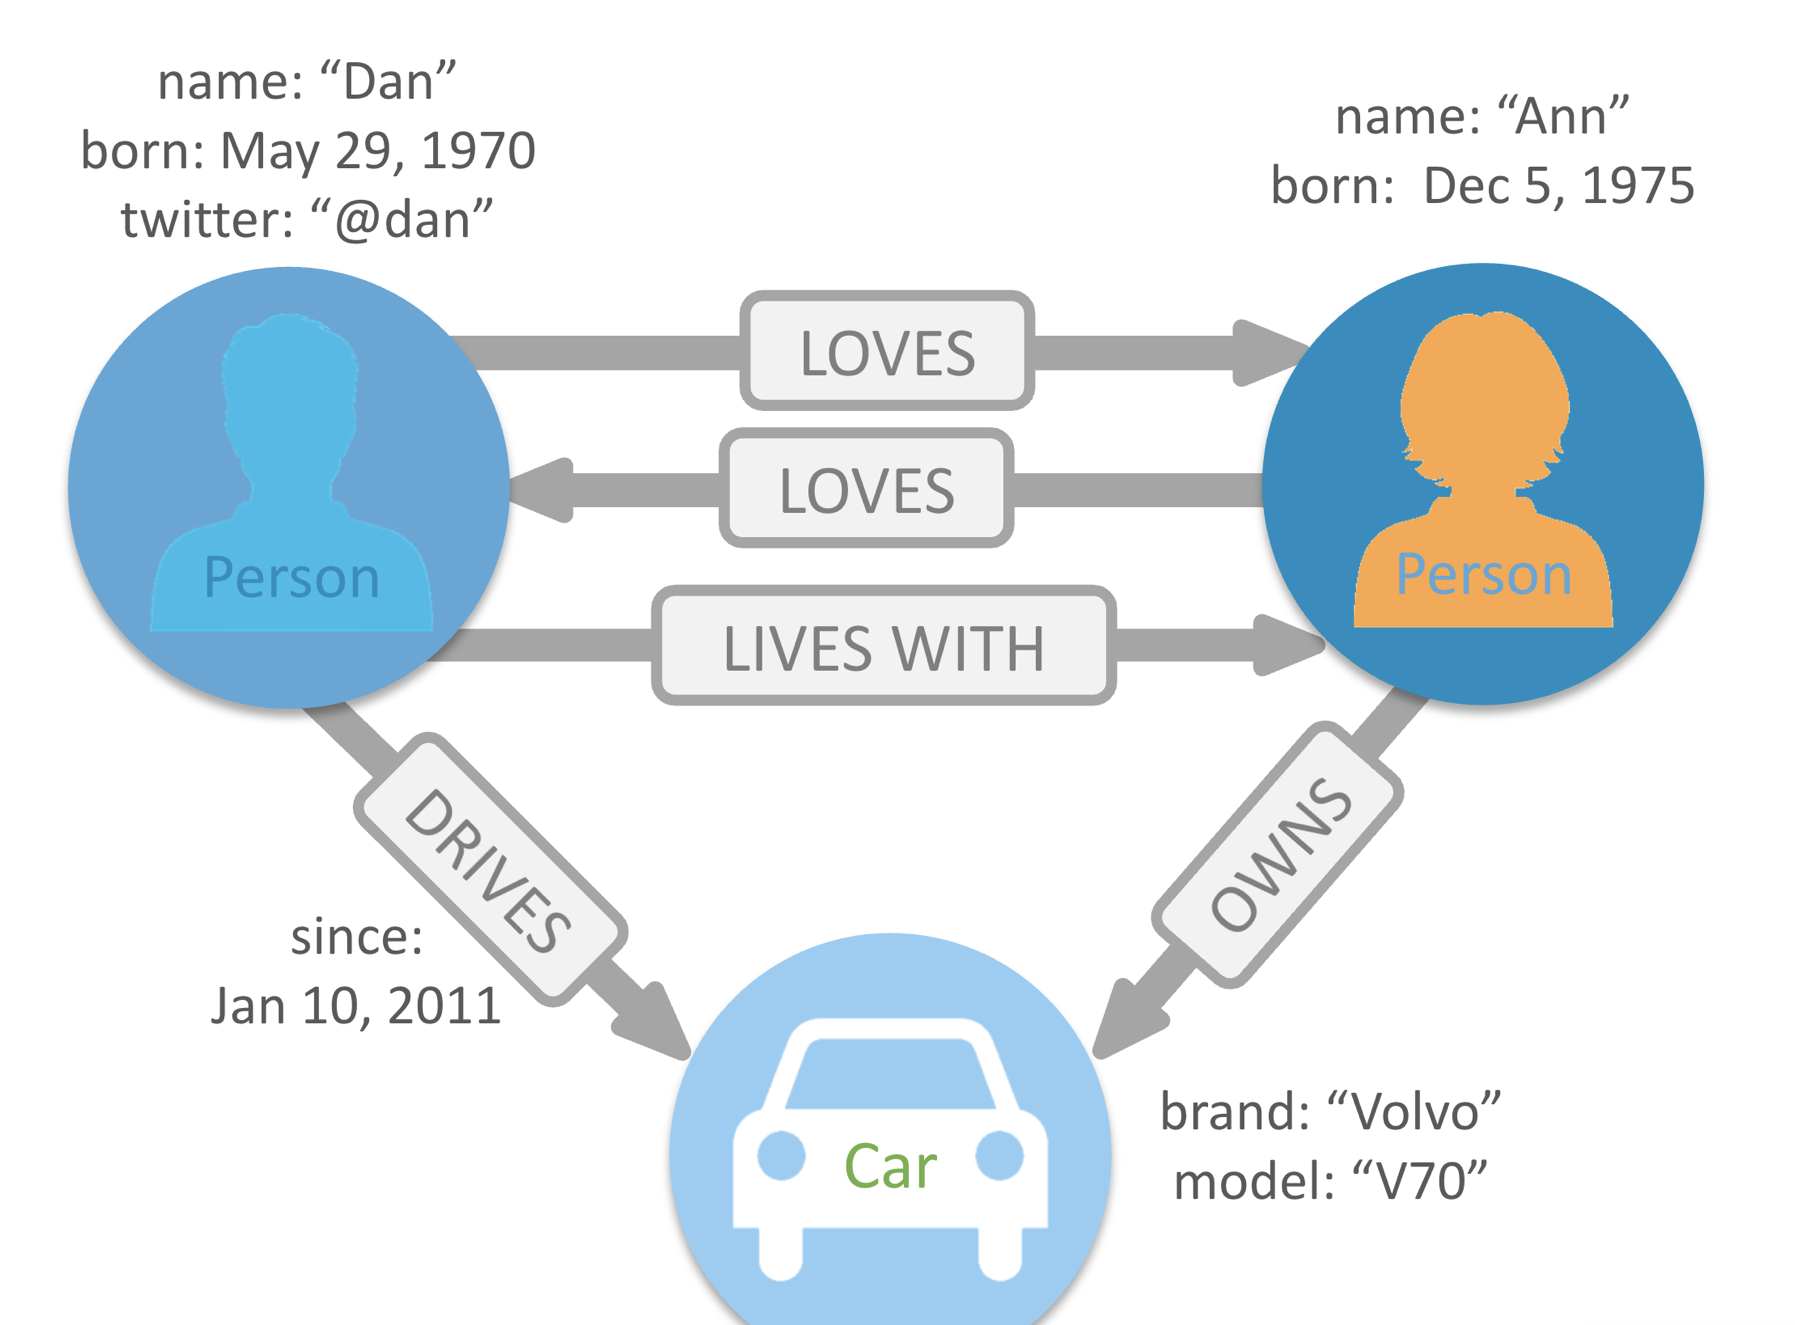 name: “Dan”
born: May 29, 1970
twitter: “@dan”
name: “Ann”
born:  Dec 5, 1975
LOVES
LOVES
Person
Person
LIVES WITH
DRIVES
OWNS
since:
Jan 10, 2011
Car
brand: “Volvo”
model: “V70”